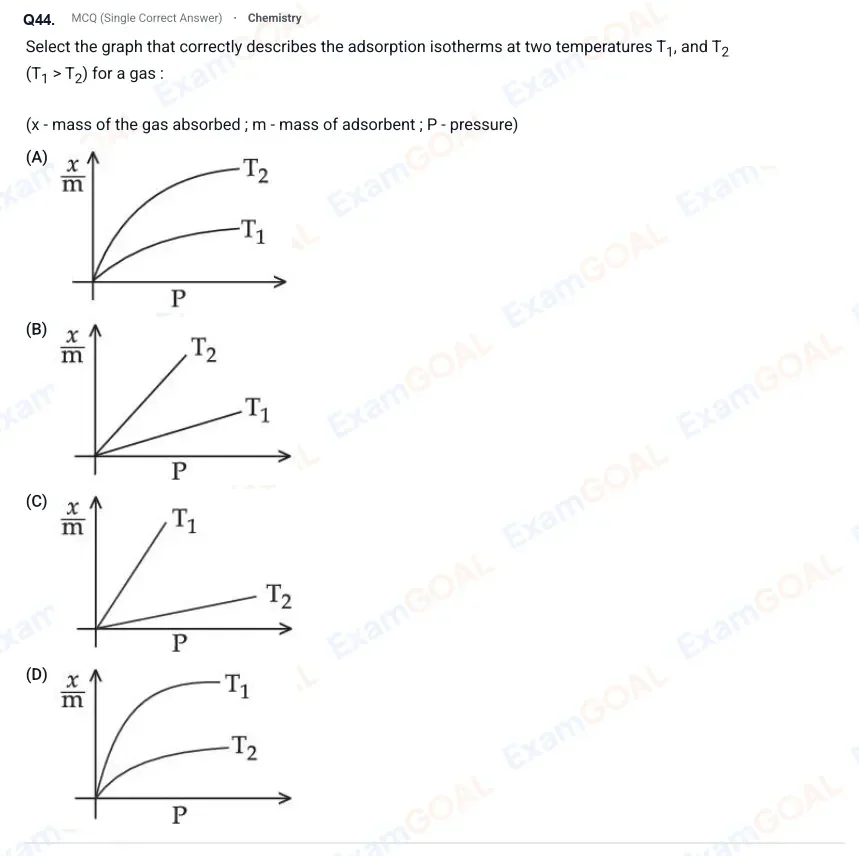 Q44. MCQ (Single Correct Answer) · Chemistry
Select the graph that correctly describes the adsorption isotherms at two temperatures T₁, and T₂
(T₁ > T₂) for a gas :
(x - mass of the gas absorbed ; m - mass of adsorbent ; P - pressure)
(A)
x/m
T₂
T₁
P
(B)
x/m
T₂
T₁
P
(C)
x/m
T₁
T₂
P
(D)
x/m
T₁
T₂
P
ExamGOAL